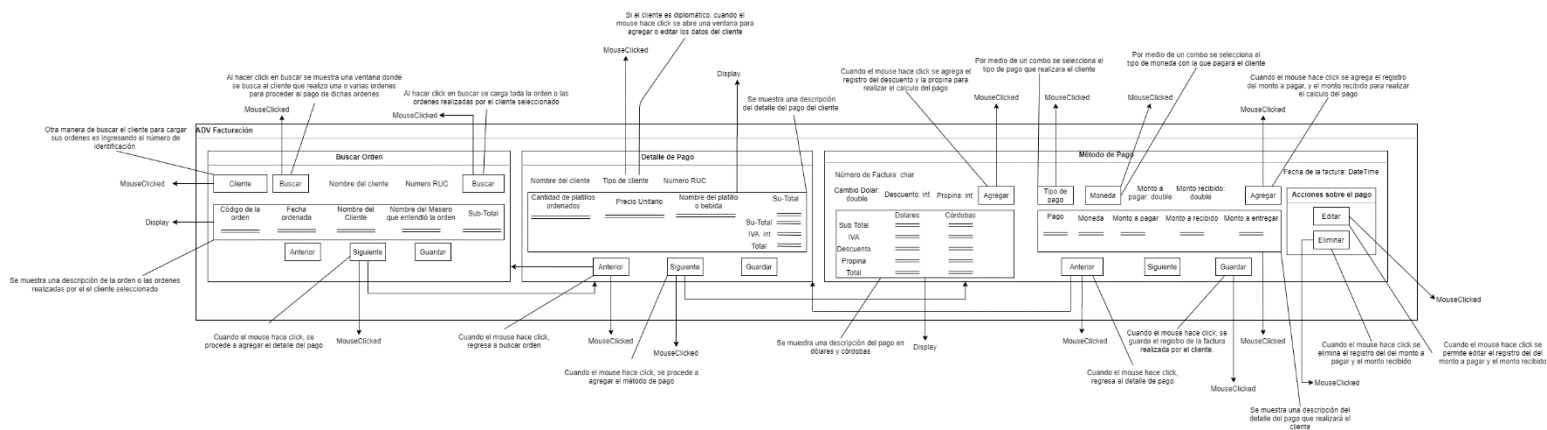 Si el cliente es diplomático, cuando el
mouse hace click se abre una ventana para
agregar o editar los datos del cliente
MouseClicked
Al hacer click en buscar se muestra una ventana donde
se busca al cliente que realizo una o varias ordenes
para proceder al pago de dichas ordenes
MouseClicked
Al hacer click en buscar se carga toda la orden o las
ordenes realizadas por el cliente seleccionado
MouseClicked
Display
Se muestra una descripción
del detalle del pago del cliente
Cuando el mouse hace click se agrega el
registro del descuento y la propina para
realizar el calculo del pago
MouseClicked
Por medio de un combo se selecciona el
tipo de pago que realizara el cliente
MouseClicked
Por medio de un combo se selecciona el
tipo de moneda con la que pagará el cliente
MouseClicked
Cuando el mouse hace click se agrega el registro
del monto a pagar, y el monto recibido para realizar
el calculo del pago
MouseClicked
Otra manera de buscar el cliente para cargar
sus ordenes es ingresando el número de
identificación
ADV Facturación
Buscar Orden
MouseClicked
Cliente
Buscar
Nombre del cliente
Numero RUC
Buscar
Display
Código de la
orden
Fecha
ordenada
Nombre del
Cliente
Nombre del Mesero
que entendió la orden
Sub-Total
Anterior
Siguiente
Guardar
Se muestra una descripción de la orden o las ordenes
realizadas por el el cliente seleccionado
Cuando el mouse hace click, se
procede a agregar el detalle del pago
MouseClicked
Detalle de Pago
Nombre del cliente
Tipo de cliente
Numero RUC
Cantidad de platillos
ordenados
Precio Unitario
Nombre del platillo
o bebida
Su-Total
Su-Total
IVA: int
Total
Anterior
Siguiente
Guardar
Cuando el mouse hace click,
regresa a buscar orden
MouseClicked
Cuando el mouse hace click, se procede a
agregar el método de pago
MouseClicked
Método de Pago
Número de Factura: char
Fecha de la factura: DateTime
Cambio Dolar:
double
Descuento: int
Propina: int
Agregar
Tipo de
pago
Moneda
Monto a
pagar: double
Monto recibido:
double
Agregar
Dolares
Córdobas
Sub Total
IVA
Descuento
Propina
Total
Pago
Moneda
Monto a pagar
Monto a recibido
Monto a entregar
Acciones sobre el pago
Editar
Eliminar
Anterior
Siguiente
Guardar
Se muestra una descripción del pago en
dólares y córdobas
Display
MouseClicked
Cuando el mouse hace click,
regresa al detalle de pago
Cuando el mouse hace click, se
guarda el registro de la factura
realizada por el cliente.
MouseClicked
MouseClicked
Se muestra una descripción del
detalle del pago que realizará el
cliente
Cuando el mouse hace click se
elimina el registro del del monto a
pagar y el monto recibido
MouseClicked
Cuando el mouse hace click se
permite editar el registro del del
monto a pagar y el monto recibido
MouseClicked